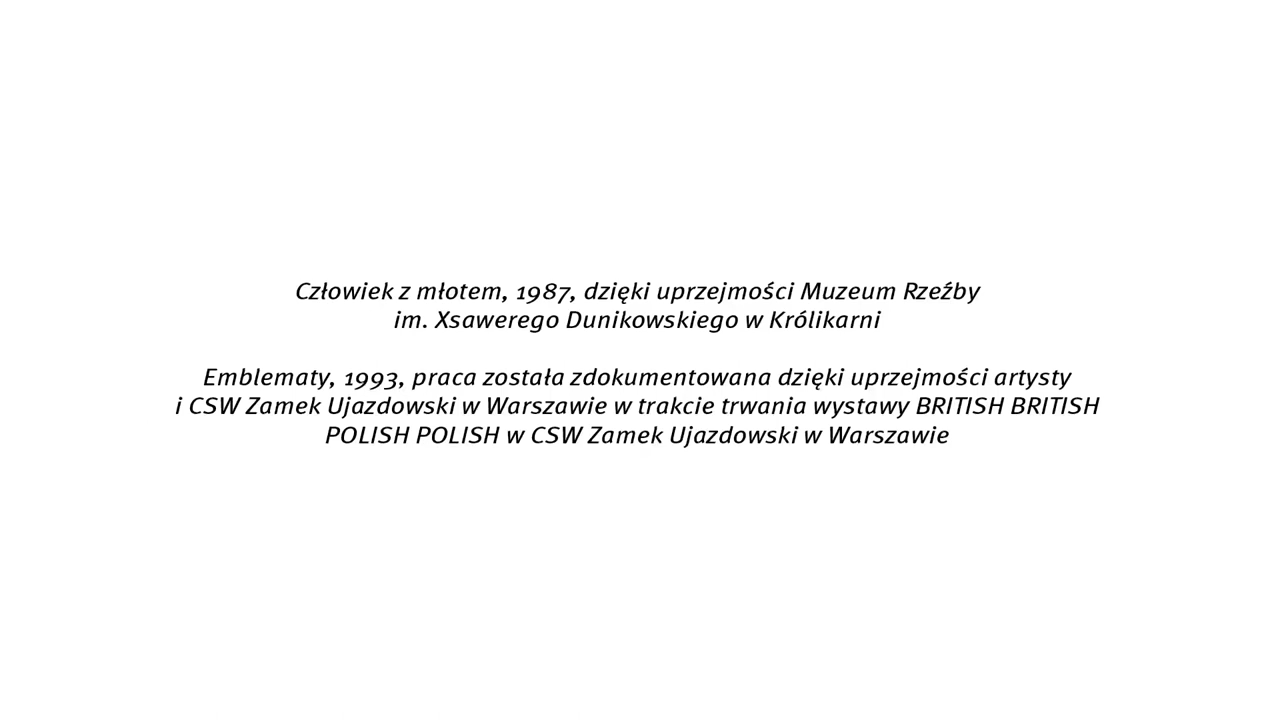 Człowiek z młotem, 1987, dzięki uprzejmości Muzeum Rzeźby
im. Xsawerego Dunikowskiego w Królikarni
Emblematy, 1993, praca została zdokumentowana dzięki uprzejmości artysty
i CSW Zamek Ujazdowski w Warszawie w trakcie trwania wystawy BRITISH BRITISH
POLISH POLISH w CSW Zamek Ujazdowski w Warszawie